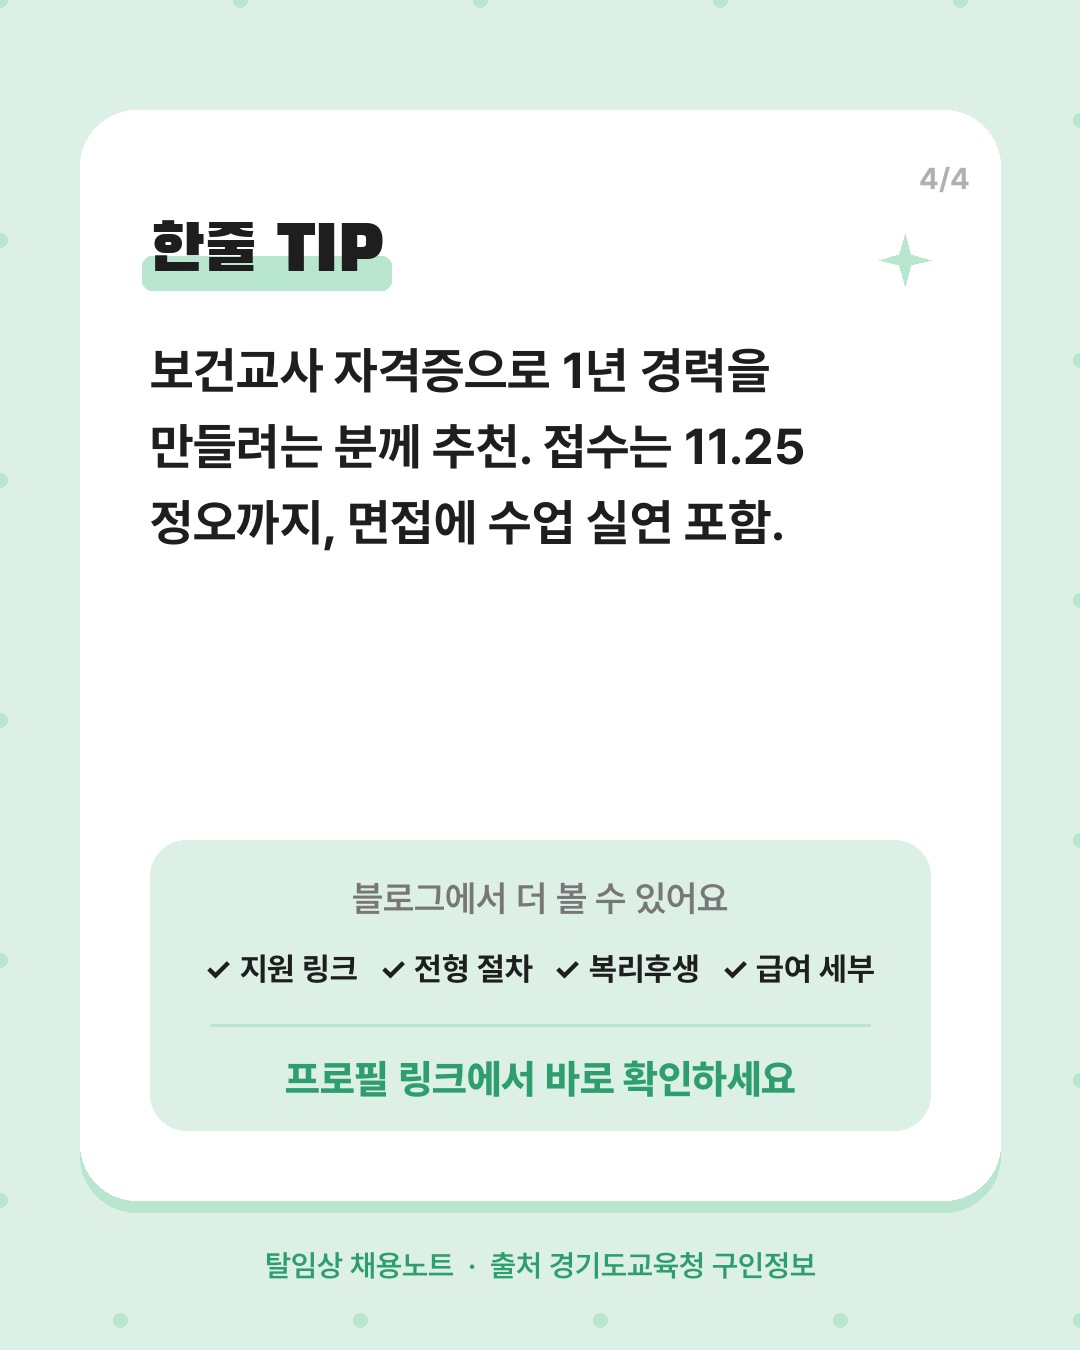 4/4
한줄 TIP
보건교사 자격증으로 1년 경력을
만들려는 분께 추천. 접수는 11.25
정오까지, 면접에 수업 실연 포함.
블로그에서 더 볼 수 있어요
✓ 지원 링크 ✓ 전형 절차 ✓ 복리후생 ✓ 급여 세부
프로필 링크에서 바로 확인하세요
탈임상 채용노트 · 출처 경기도교육청 구인정보